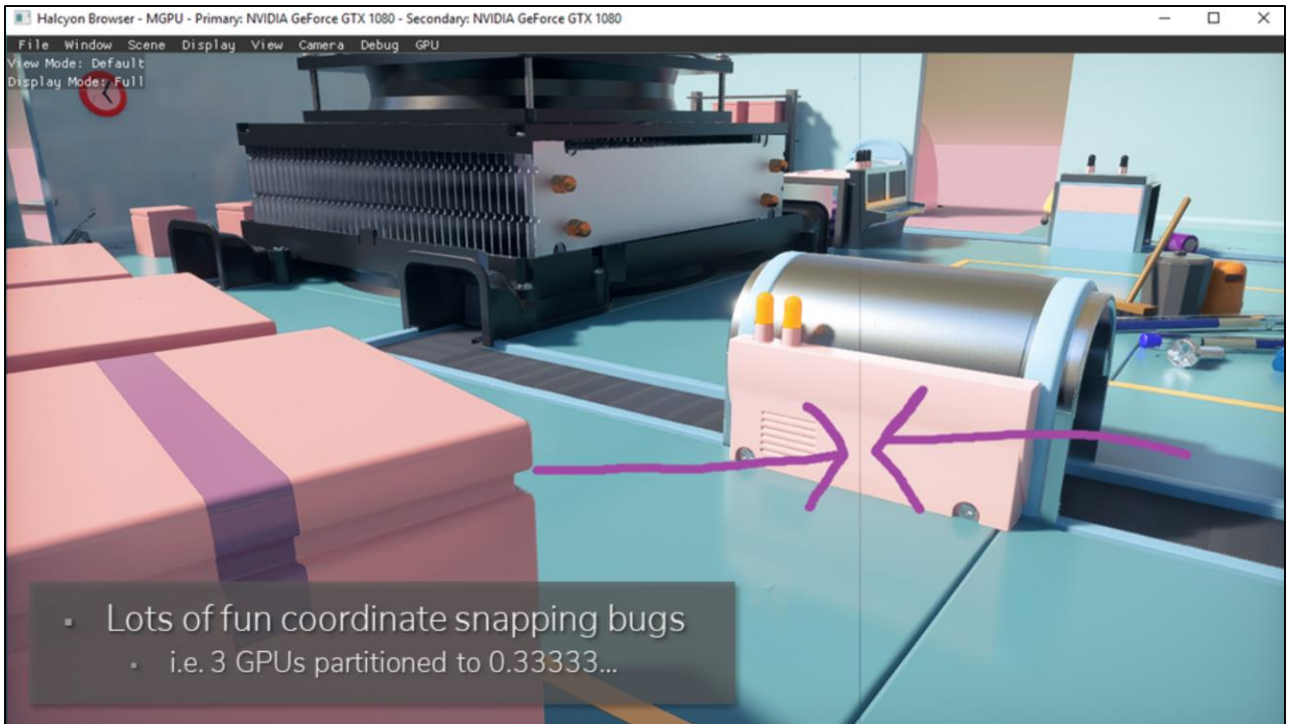 Halcyon Browser - MGPU - Primary: NVIDIA GeForce GTX 1080 - Secondary: NVIDIA GeForce GTX 1080
File Window Scene Display View Camera Debug GPU
View Mode: Default
Display Mode: Full
▪ Lots of fun coordinate snapping bugs
▪ i.e. 3 GPUs partitioned to 0.33333...